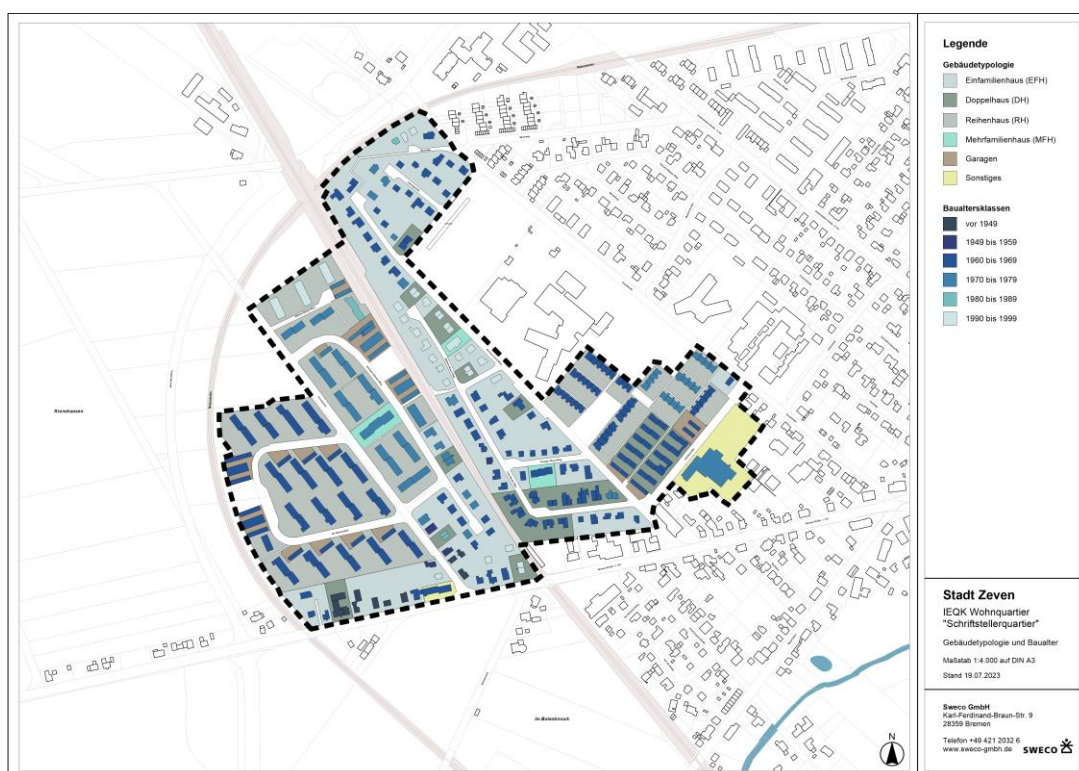 Legende
Gebäudetypologie
Einfamilienhaus (EFH)
Doppelhaus (DH)
Reihenhaus (RH)
Mehrfamilienhaus (MFH)
Garagen
Sonstiges
Baualtersklassen
vor 1949
1949 bis 1959
1960 bis 1969
1970 bis 1979
1980 bis 1989
1990 bis 1999
Stadt Zeven
IEQK Wohnquartier
"Schriftstellerquartier"
Gebäudetypologie und Baualter
Maßstab 1:4.000 auf DIN A3
Stand 19.07.2023
Sweco GmbH
Karl-Ferdinand-Braun-Str. 9
28359 Bremen
Telefon +49 421 2032 6
www.sweco-gmbh.de
SWECO
N